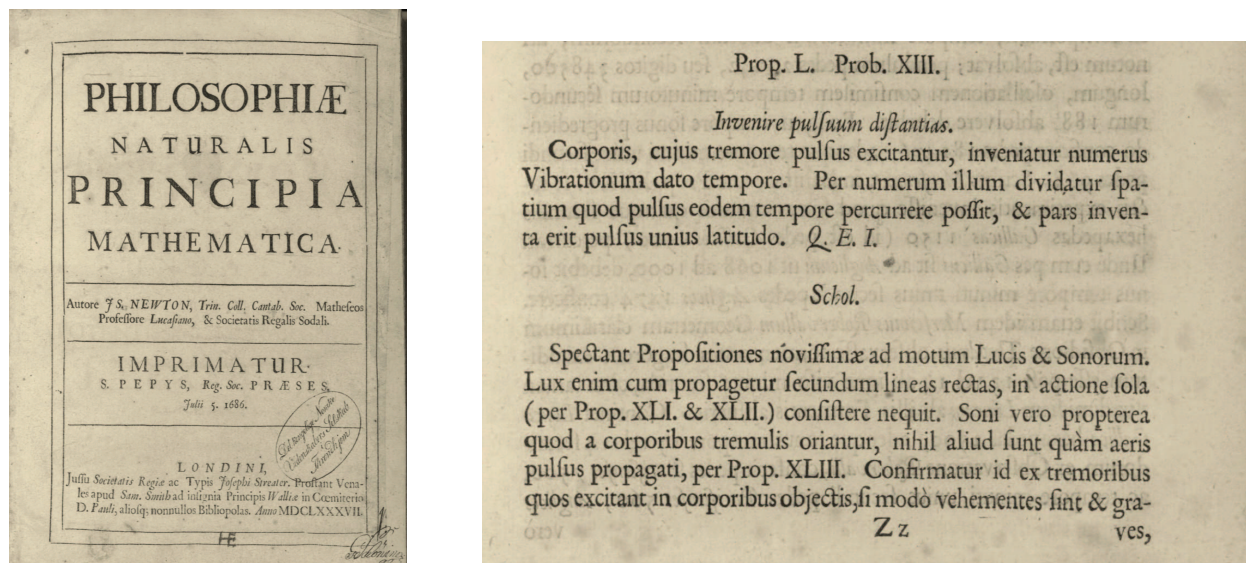 PHILOSOPHIÆ
NATURALIS
PRINCIPIA
MATHEMATICA.
Autore JS. NEWTON, Trin. Coll. Cantab. Soc. Matheseos
Professore Lucasiano, & Societatis Regalis Sodali.
IMPRIMATUR.
S. PEPYS, Reg. Soc. PRÆSES.
Julii 5. 1686.
LONDINI,
Jussu Societatis Regiæ ac Typis Josephi Streater. Prostant Vena-
les apud Sam. Smith ad insignia Principis Walliæ in Cœmiterio
D. Pauli, aliosq; nonnullos Bibliopolas. Anno MDCLXXXVII.
Prop. L. Prob. XIII.
Invenire pulſuum diſtantias.
Corporis, cujus tremore pulſus excitantur, inveniatur numerus
Vibrationum dato tempore. Per numerum illum dividatur ſpa-
tium quod pulſus eodem tempore percurrere poſſit, & pars inven-
ta erit pulſus unius latitudo. Q. E. I.
Schol.
Spectant Propoſitiones noviſſimæ ad motum Lucis & Sonorum.
Lux enim cum propagetur ſecundum lineas rectas, in actione ſola
(per Prop. XLI. & XLII.) conſiſtere nequit. Soni vero propterea
quod a corporibus tremulis oriantur, nihil aliud ſunt quàm aeris
pulſus propagati, per Prop. XLIII. Confirmatur id ex tremoribus
quos excitant in corporibus objectis, ſi modò vehementes ſint & gra-
Zz ves,